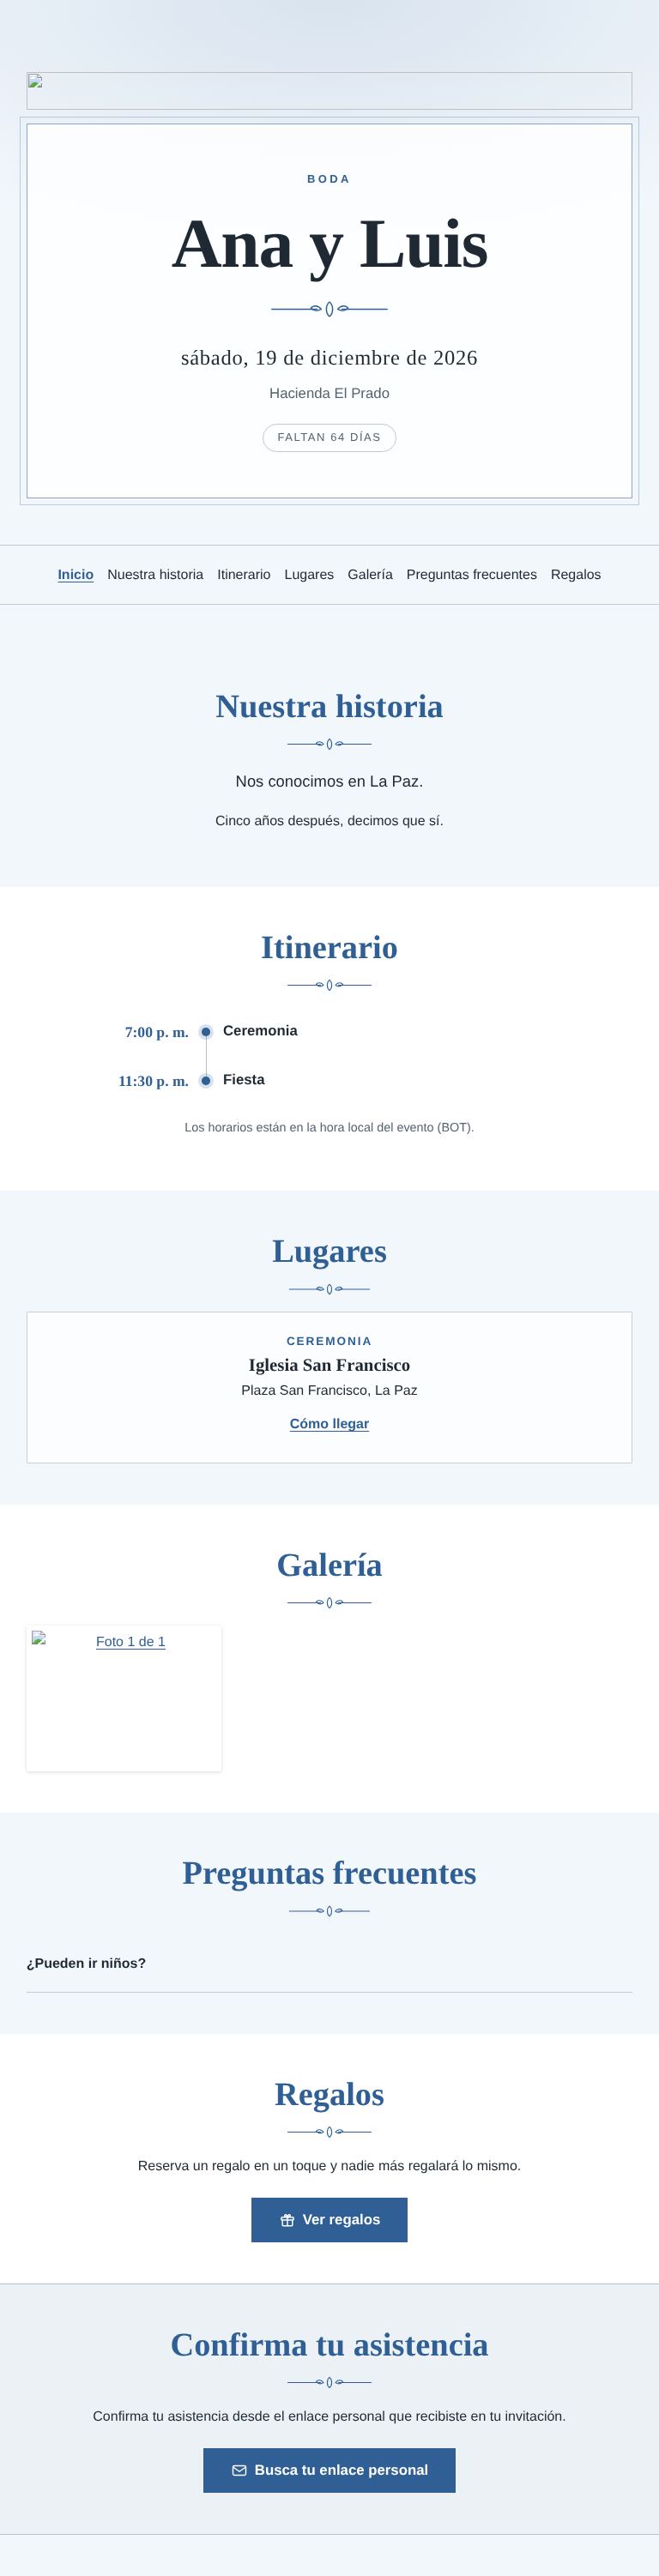 BODA
Ana y Luis
sábado, 19 de diciembre de 2026
Hacienda El Prado
FALTAN 64 DÍAS
Inicio Nuestra historia Itinerario Lugares Galería Preguntas frecuentes Regalos
Nuestra historia
Nos conocimos en La Paz.
Cinco años después, decimos que sí.
Itinerario
7:00 p. m. Ceremonia
11:30 p. m. Fiesta
Los horarios están en la hora local del evento (BOT).
Lugares
CEREMONIA
Iglesia San Francisco
Plaza San Francisco, La Paz
Cómo llegar
Galería
Foto 1 de 1
Preguntas frecuentes
¿Pueden ir niños?
Regalos
Reserva un regalo en un toque y nadie más regalará lo mismo.
Ver regalos
Confirma tu asistencia
Confirma tu asistencia desde el enlace personal que recibiste en tu invitación.
Busca tu enlace personal